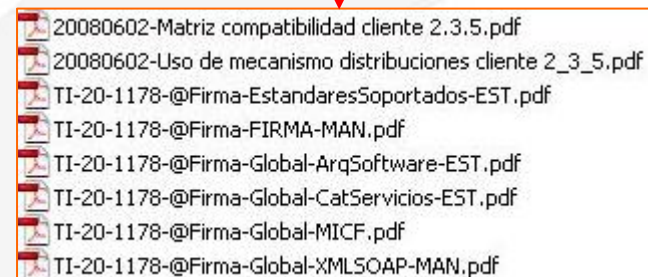 20080602-Matriz compatibilidad cliente 2.3.5.pdf
20080602-Uso de mecanismo distribuciones cliente 2_3_5.pdf
TI-20-1178-@Firma-EstandaresSoportados-EST.pdf
TI-20-1178-@Firma-FIRMA-MAN.pdf
TI-20-1178-@Firma-Global-ArqSoftware-EST.pdf
TI-20-1178-@Firma-Global-CatServicios-EST.pdf
TI-20-1178-@Firma-Global-MICF.pdf
TI-20-1178-@Firma-Global-XMLSOAP-MAN.pdf